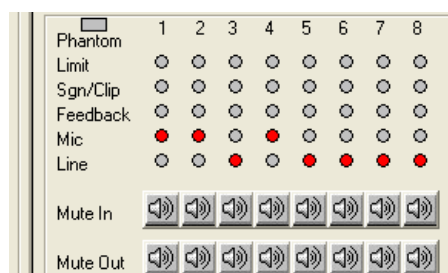 1 2 3 4 5 6 7 8
Phantom
Limit
Sgn/Clip
Feedback
Mic
Line
Mute In
Mute Out